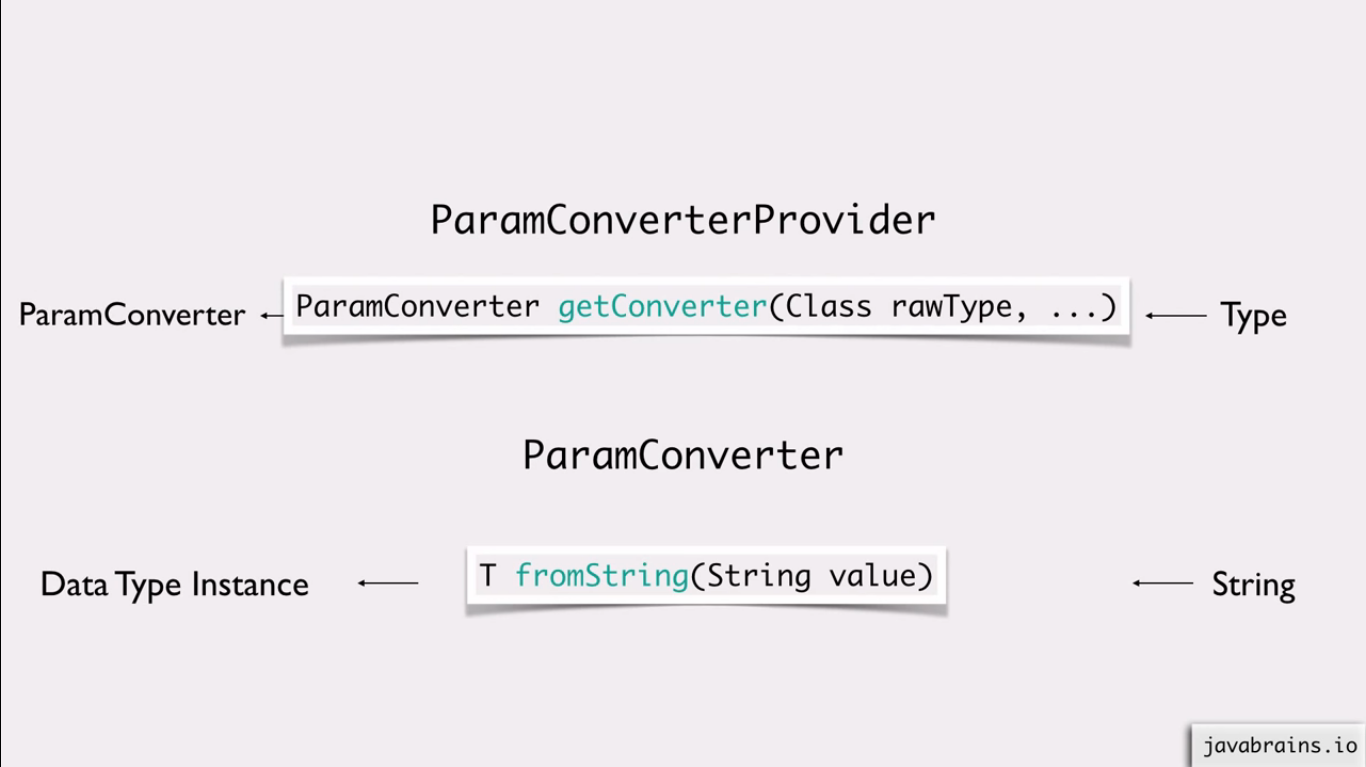 ParamConverterProvider
ParamConverter ParamConverter getConverter(Class rawType, ...) Type
ParamConverter
Data Type Instance T fromString(String value) String
javabrains.io